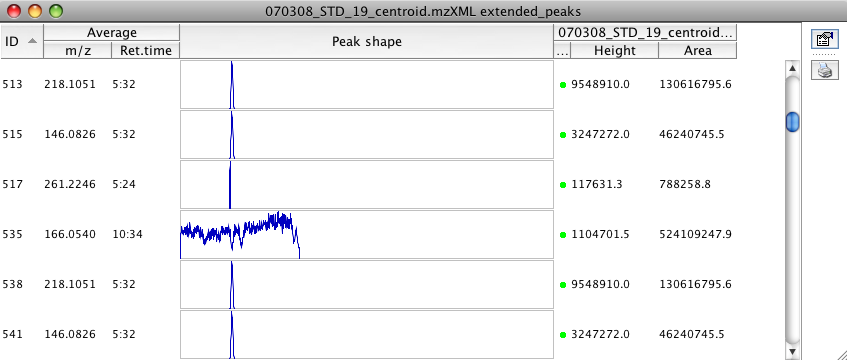 070308_STD_19_centroid.mzXML extended_peaks
ID Average Peak shape 070308_STD_19_centroid...
m/z Ret.time ... Height Area
513 218.1051 5:32 9548910.0 130616795.6
515 146.0826 5:32 3247272.0 46240745.5
517 261.2246 5:24 117631.3 788258.8
535 166.0540 10:34 1104701.5 524109247.9
538 218.1051 5:32 9548910.0 130616795.6
541 146.0826 5:32 3247272.0 46240745.5